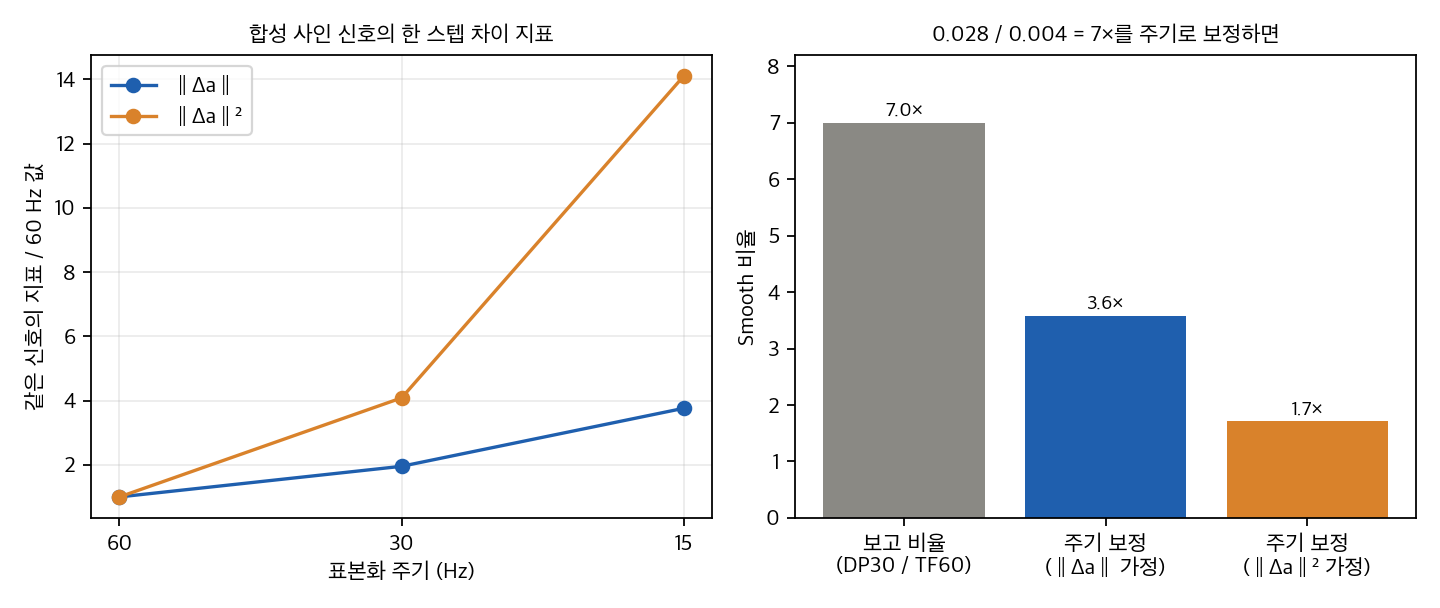 합성 사인 신호의 한 스텝 차이 지표
‖ Δa ‖
‖ Δa ‖ ²
14
12
10
8
6
4
2
60
30
15
같은 신호의 지표 / 60 Hz 값
표본화 주기 (Hz)
0.028 / 0.004 = 7×를 주기로 보정하면
8
7
6
5
4
3
2
1
0
Smooth 비율
7.0×
3.6×
1.7×
보고 비율
(DP30 / TF60)
주기 보정
(‖ Δa ‖ 가정)
주기 보정
(‖ Δa ‖ ² 가정)